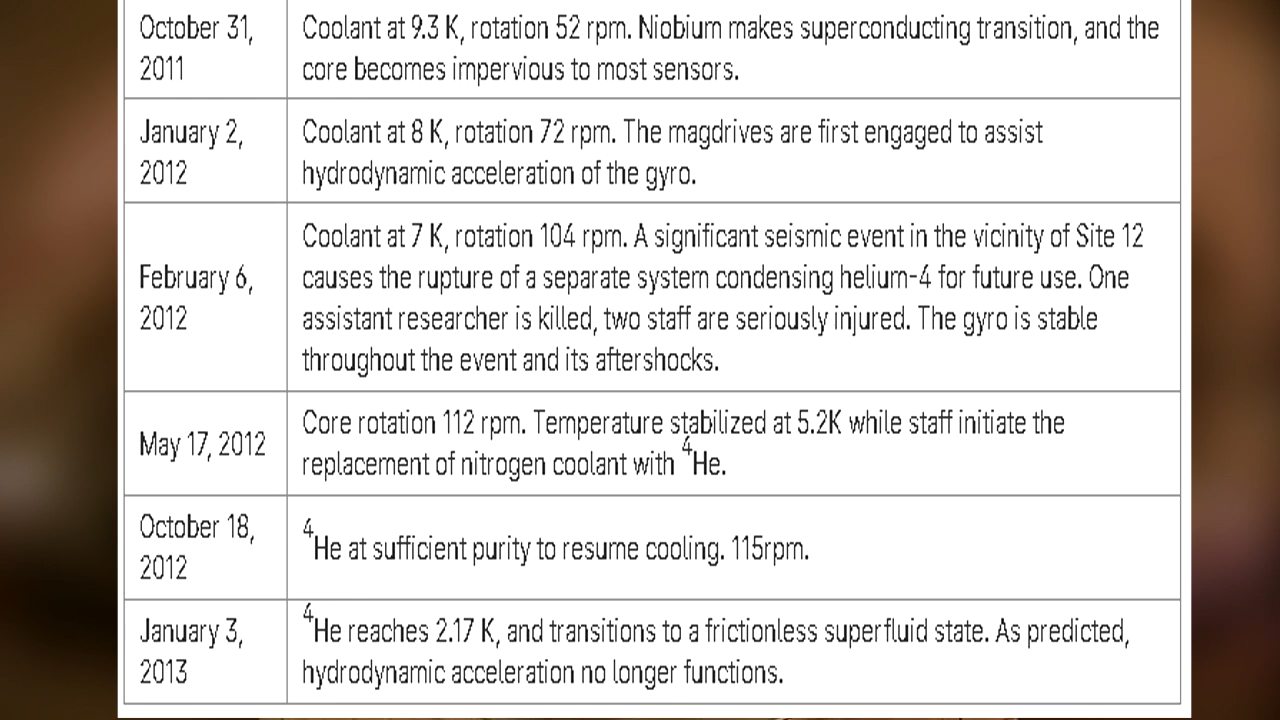 October 31,
2011
Coolant at 9.3 K, rotation 52 rpm. Niobium makes superconducting transition, and the
core becomes impervious to most sensors.
January 2,
2012
Coolant at 8 K, rotation 72 rpm. The magdrives are first engaged to assist
hydrodynamic acceleration of the gyro.
February 6,
2012
Coolant at 7 K, rotation 104 rpm. A significant seismic event in the vicinity of Site 12
causes the rupture of a separate system condensing helium-4 for future use. One
assistant researcher is killed, two staff are seriously injured. The gyro is stable
throughout the event and its aftershocks.
May 17, 2012
Core rotation 112 rpm. Temperature stabilized at 5.2K while staff initiate the
replacement of nitrogen coolant with ⁴He.
October 18,
2012
⁴He at sufficient purity to resume cooling. 115rpm.
January 3,
2013
⁴He reaches 2.17 K, and transitions to a frictionless superfluid state. As predicted,
hydrodynamic acceleration no longer functions.